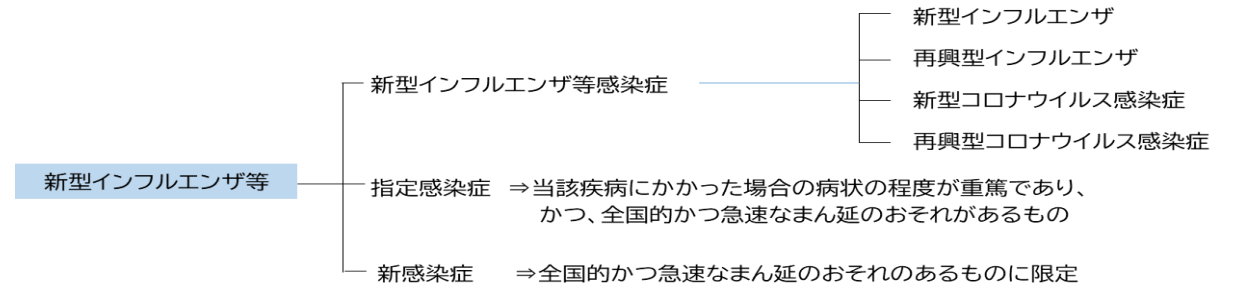 新型インフルエンザ
再興型インフルエンザ
新型インフルエンザ等感染症
新型コロナウイルス感染症
再興型コロナウイルス感染症
新型インフルエンザ等
指定感染症 ⇒当該疾病にかかった場合の病状の程度が重篤であり、
かつ、全国的かつ急速なまん延のおそれがあるもの
新感染症 ⇒全国的かつ急速なまん延のおそれのあるものに限定